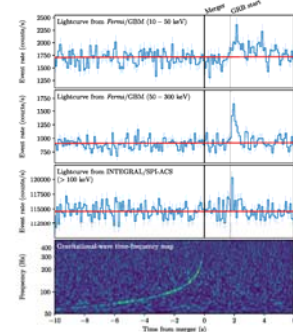 Merger
GRB start
2500
2250
2000
1750
1500
1250
Event rate (counts/s)
Lightcurve from Fermi/GBM (10 − 50 keV)
1750
1500
1250
1000
750
Event rate (counts/s)
Lightcurve from Fermi/GBM (50 − 300 keV)
120000
117500
115000
112500
Event rate (counts/s)
Lightcurve from INTEGRAL/SPI-ACS
(> 100 keV)
400
300
200
100
50
Frequency (Hz)
Gravitational-wave time-frequency map
−10 −8 −6 −4 −2 0 2 4 6
Time from merger (s)